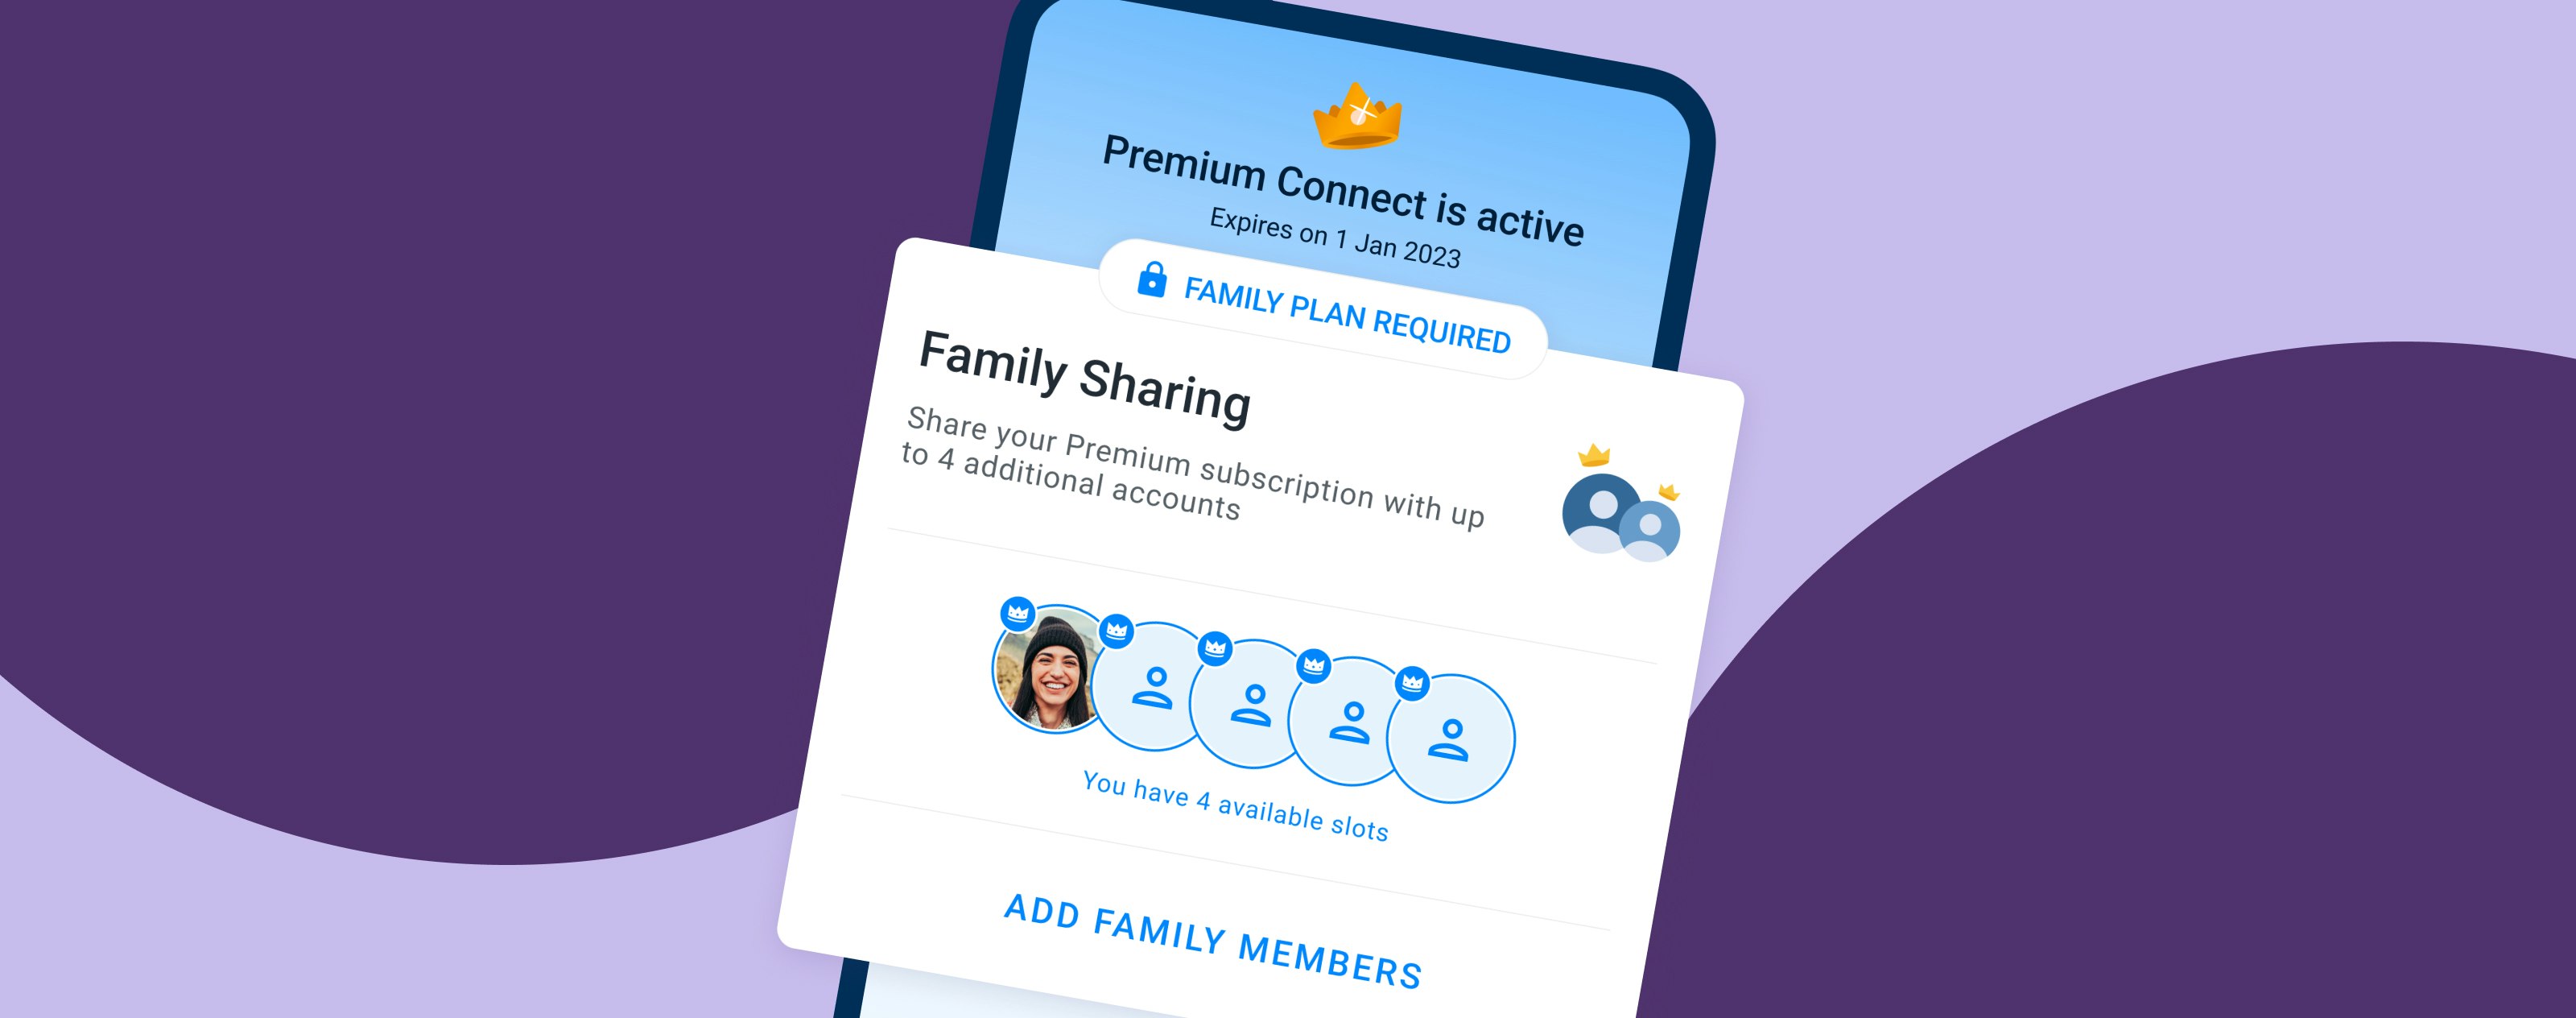 Premium Connect is active
Expires on 1 Jan 2023
FAMILY PLAN REQUIRED
Family Sharing
Share your Premium subscription with up
to 4 additional accounts
You have 4 available slots
ADD FAMILY MEMBERS